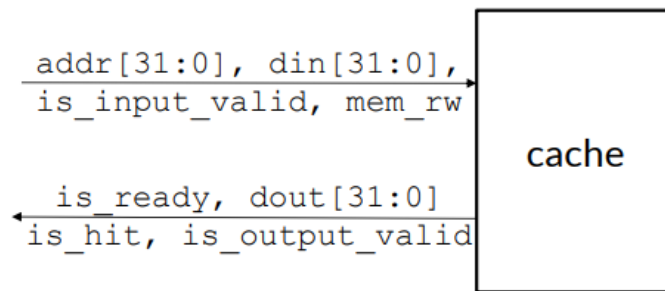 addr[31:0], din[31:0],
is_input_valid, mem_rw
cache
is_ready, dout[31:0]
is_hit, is_output_valid